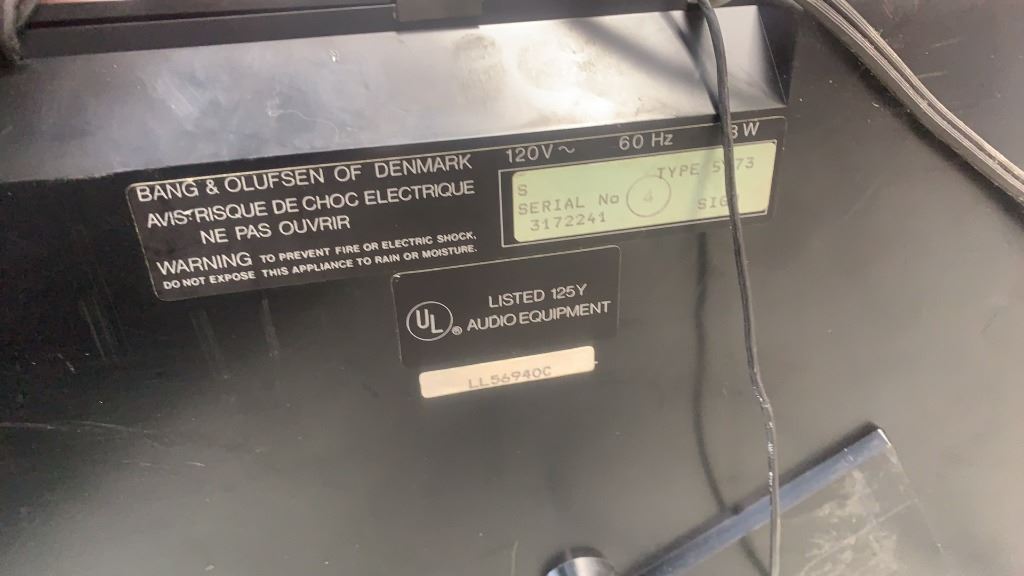 BANG & OLUFSEN OF DENMARK
AVIS-RISQUE DE CHOC ELECTRIQUE
NE PAS OUVRIR
WARNING TO PREVENT FIRE OR ELECTRIC SHOCK,
DO NOT EXPOSE THIS APPLIANCE TO RAIN OR MOISTURE.
120V~ 60 Hz
S TYPE
SERIAL No 4
3172241
UL ® LISTED 125Y
AUDIO EQUIPMENT
LL56940C